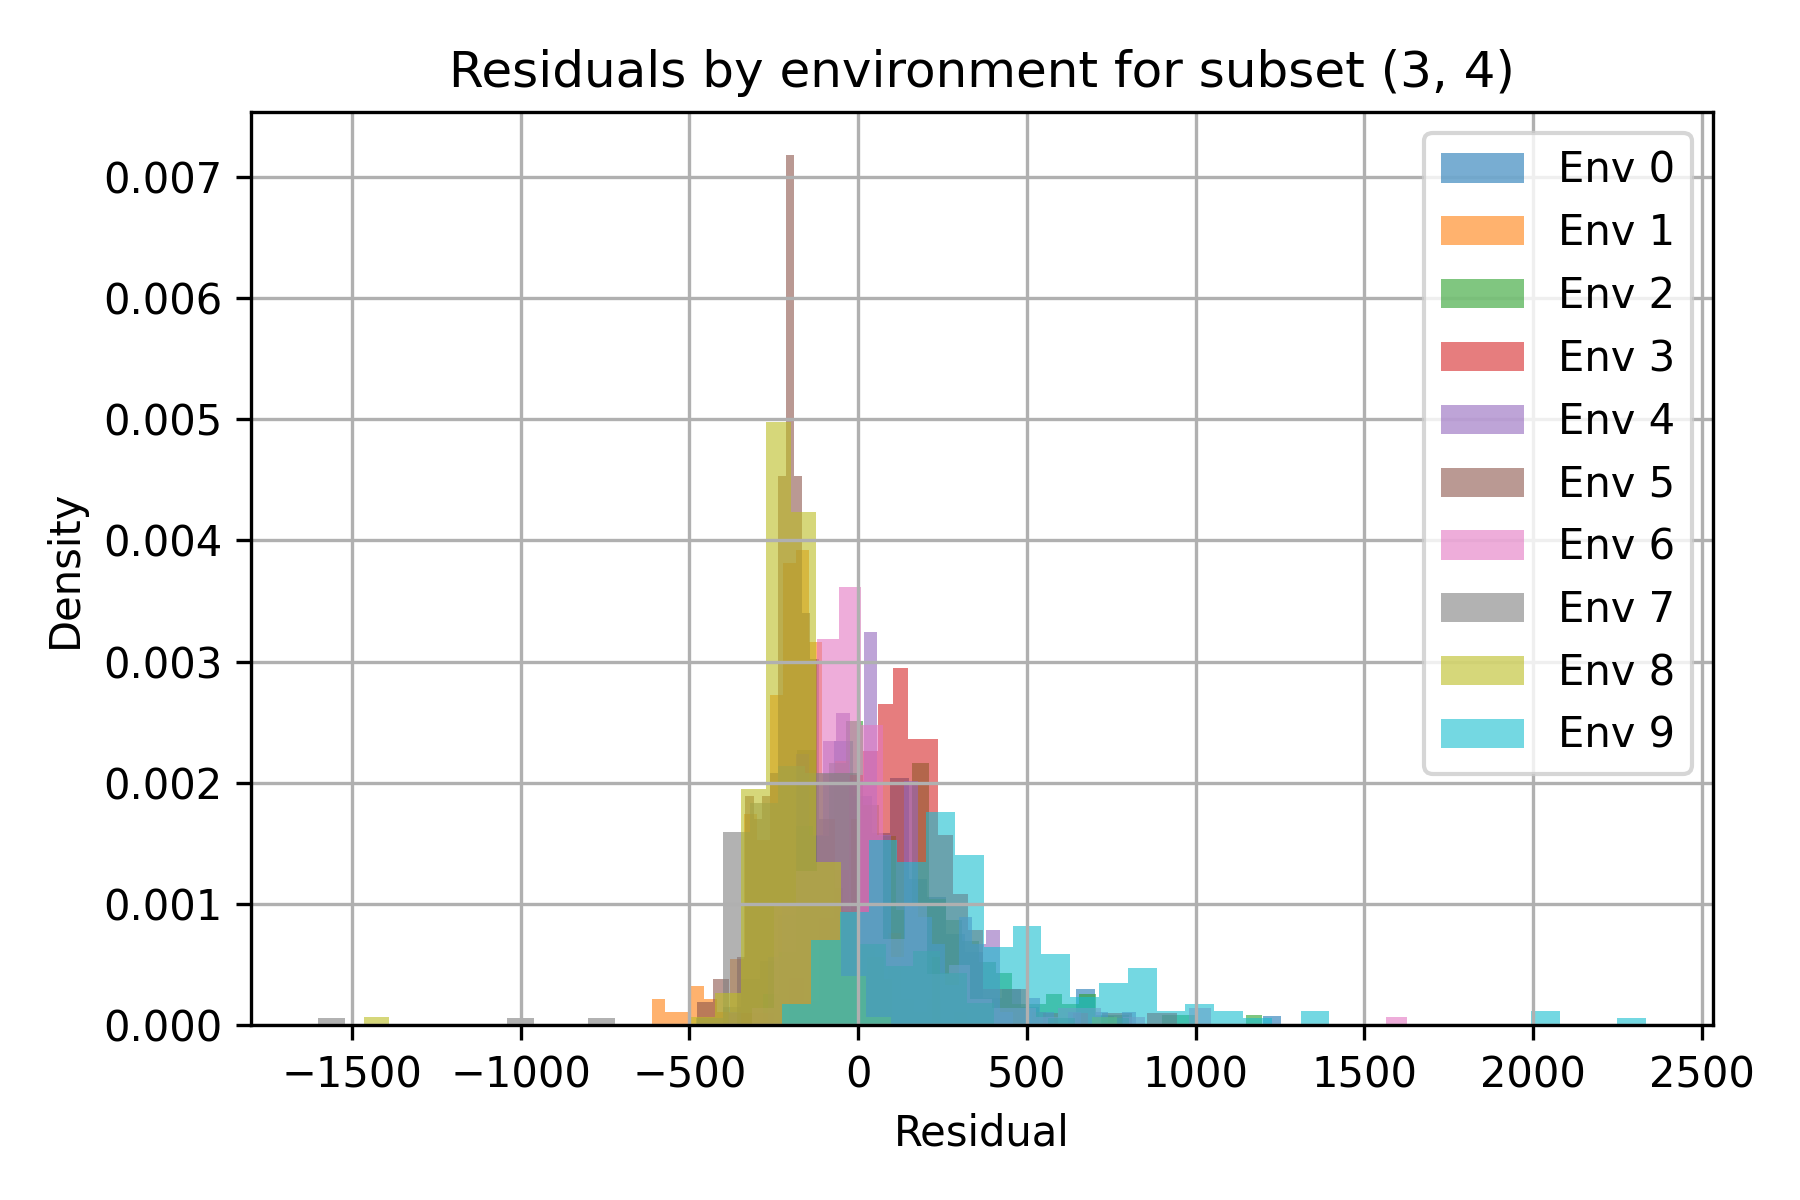 Residuals by environment for subset (3, 4)
0.007
0.006
0.005
0.004
0.003
0.002
0.001
0.000
Density
−1500
−1000
−500
0
500
1000
1500
2000
2500
Residual
Env 0
Env 1
Env 2
Env 3
Env 4
Env 5
Env 6
Env 7
Env 8
Env 9